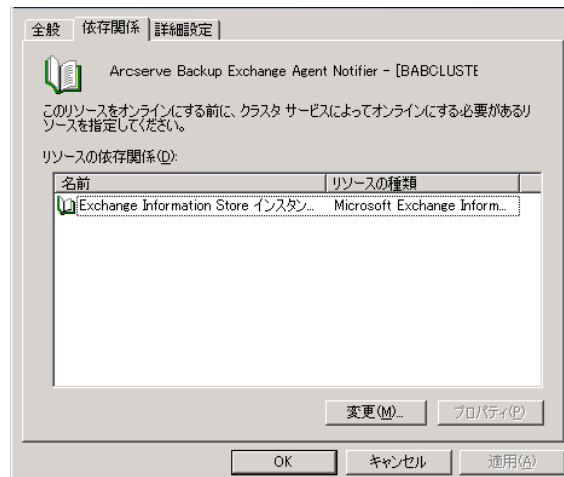 全般
依存関係
詳細設定
Arcserve Backup Exchange Agent Notifier - [BABCLUSTE
このリソースをオンラインにする前に、クラスタ サービスによってオンラインにする必要があるリ
ソースを指定してください。
リソースの依存関係(D):
名前
リソースの種類
Exchange Information Store インスタン...
Microsoft Exchange Inform...
変更(M)...
プロパティ(P)
OK
キャンセル
適用(A)